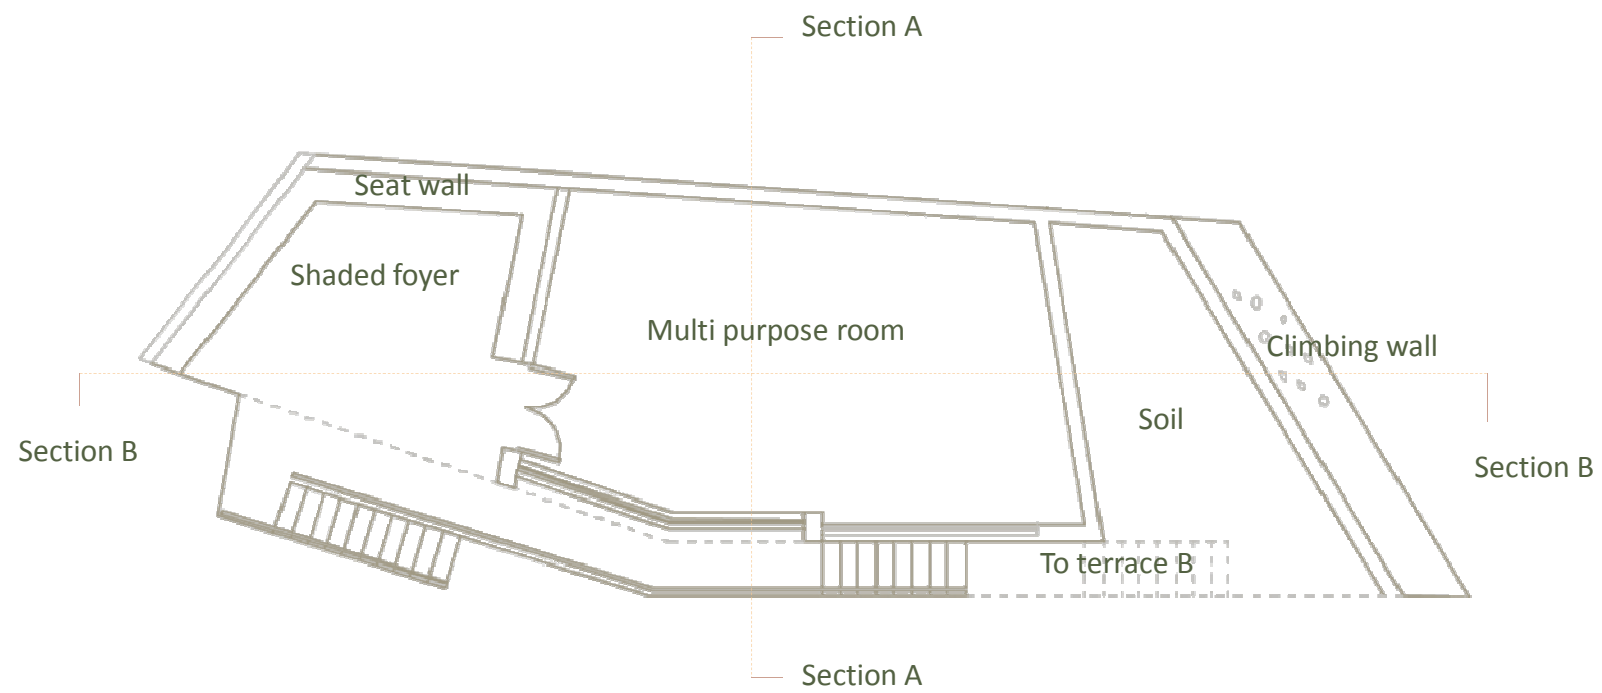 Section A
Seat wall
Shaded foyer
Multi purpose room
Climbing wall
Soil
Section B
Section B
To terrace B
Section A